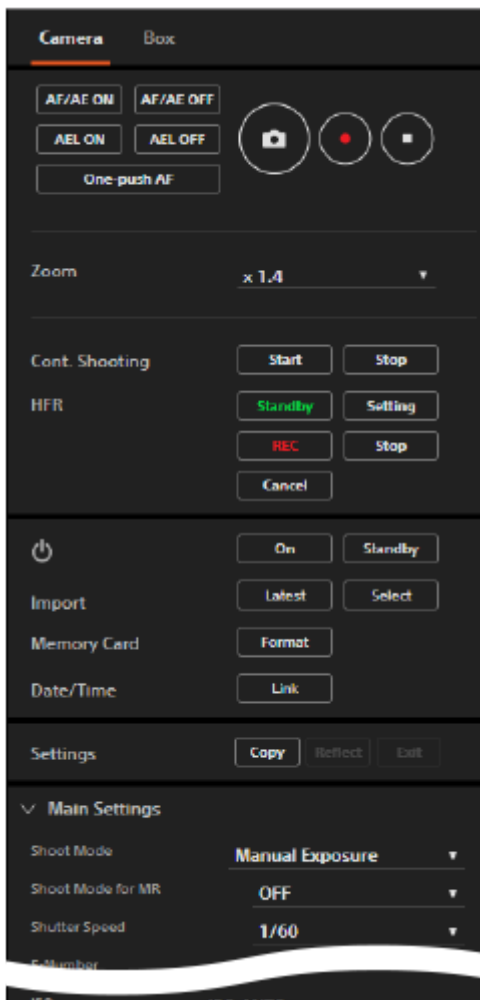 Camera Box
AF/AE ON AF/AE OFF
AEL ON AEL OFF
One-push AF
Zoom x 1.4
Cont. Shooting Start Stop
HFR Standby Setting
REC Stop
Cancel
On Standby
Import Latest Select
Memory Card Format
Date/Time Link
Settings Copy Reflect Exit
Main Settings
Shoot Mode Manual Exposure
Shoot Mode for MR OFF
Shutter Speed 1/60